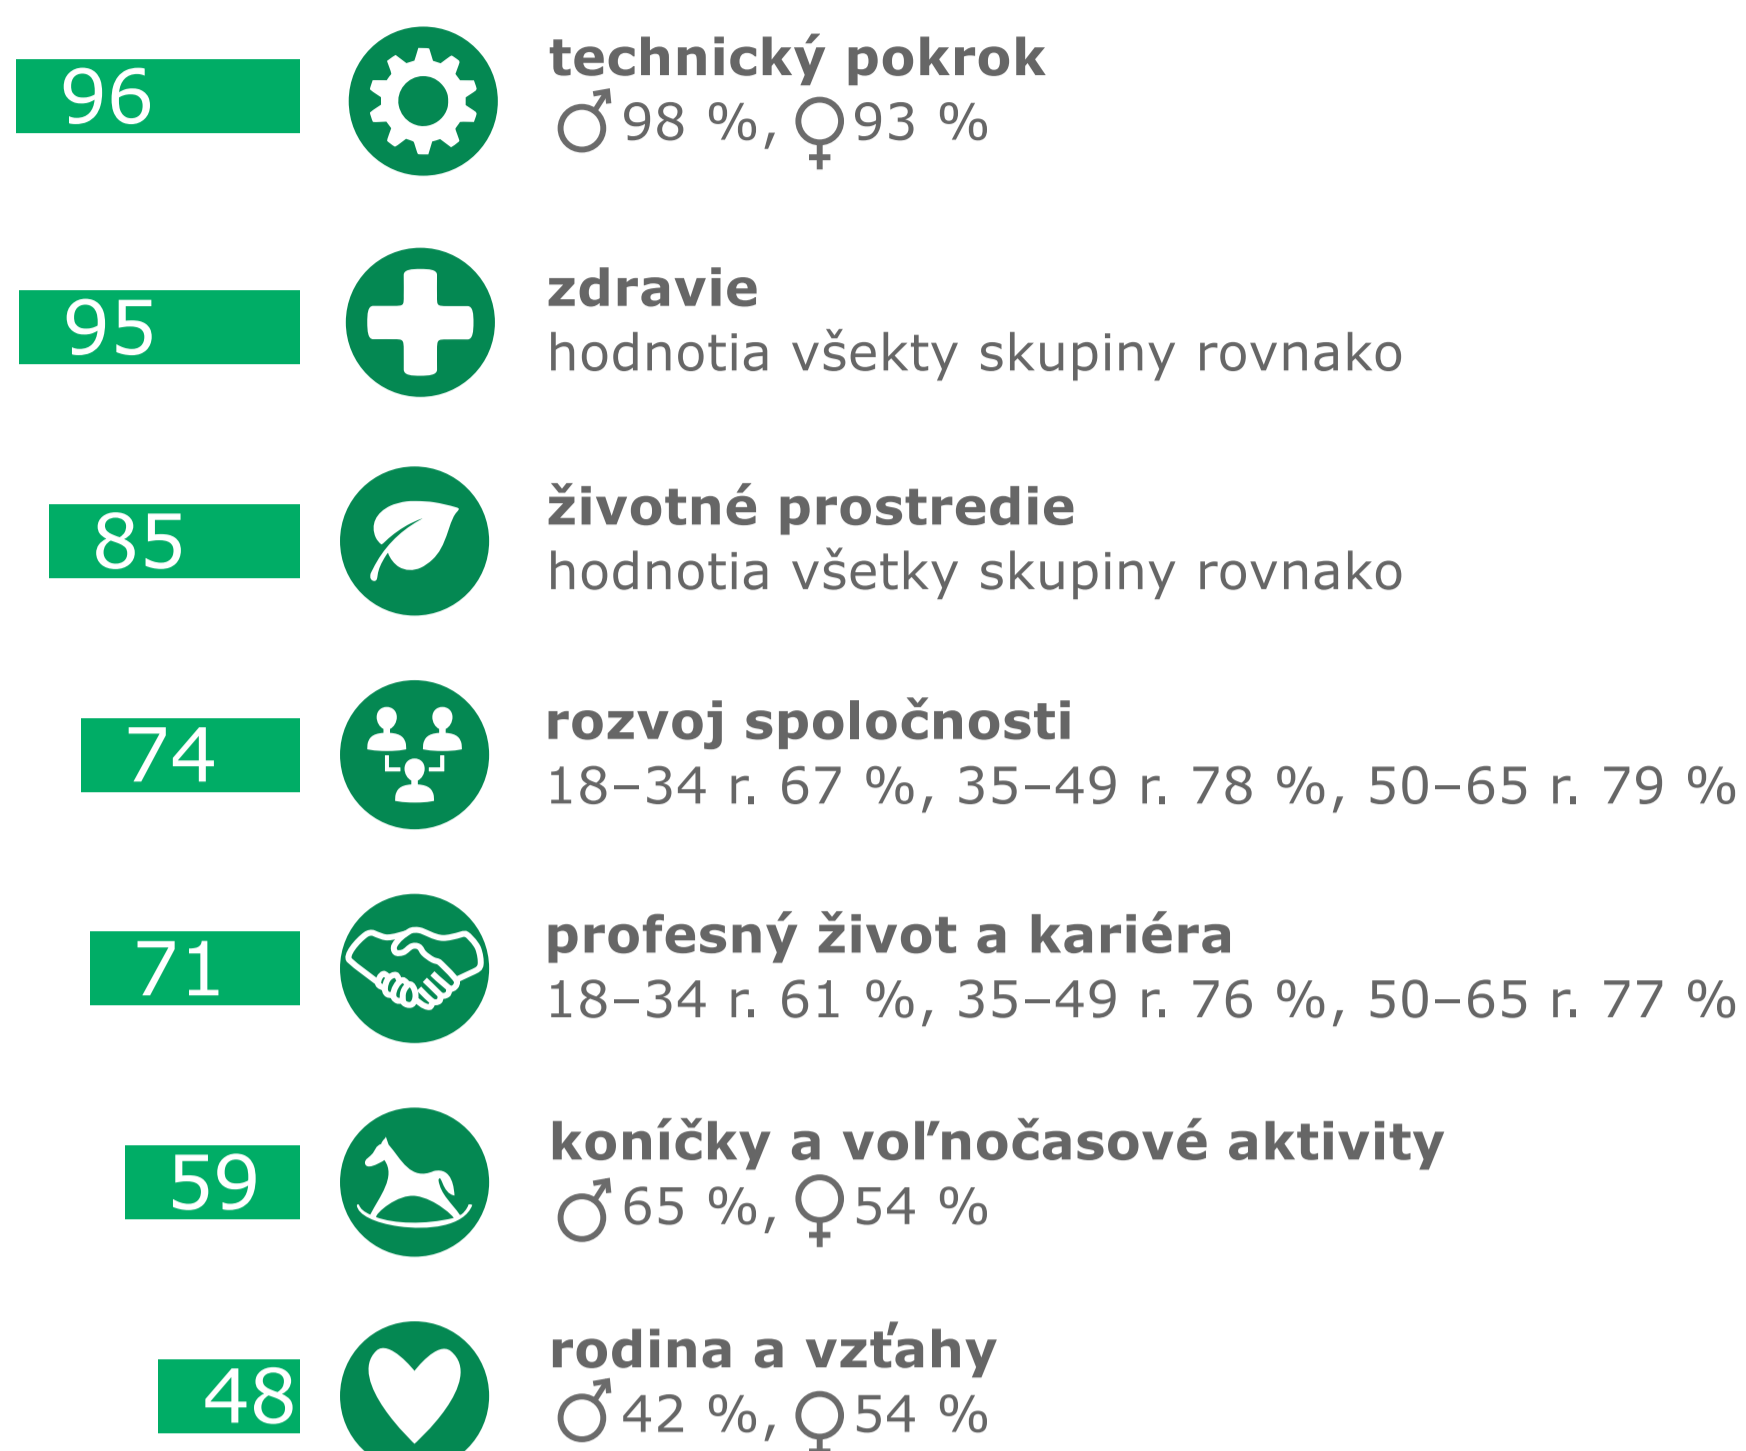 96
technický pokrok
♂98 %, ♀93 %
95
zdravie
hodnotia všekty skupiny rovnako
85
životné prostredie
hodnotia všetky skupiny rovnako
74
rozvoj spoločnosti
18–34 r. 67 %, 35–49 r. 78 %, 50–65 r. 79 %
71
profesný život a kariéra
18–34 r. 61 %, 35–49 r. 76 %, 50–65 r. 77 %
59
koníčky a voľnočasové aktivity
♂65 %, ♀54 %
48
rodina a vzťahy
♂42 %, ♀54 %